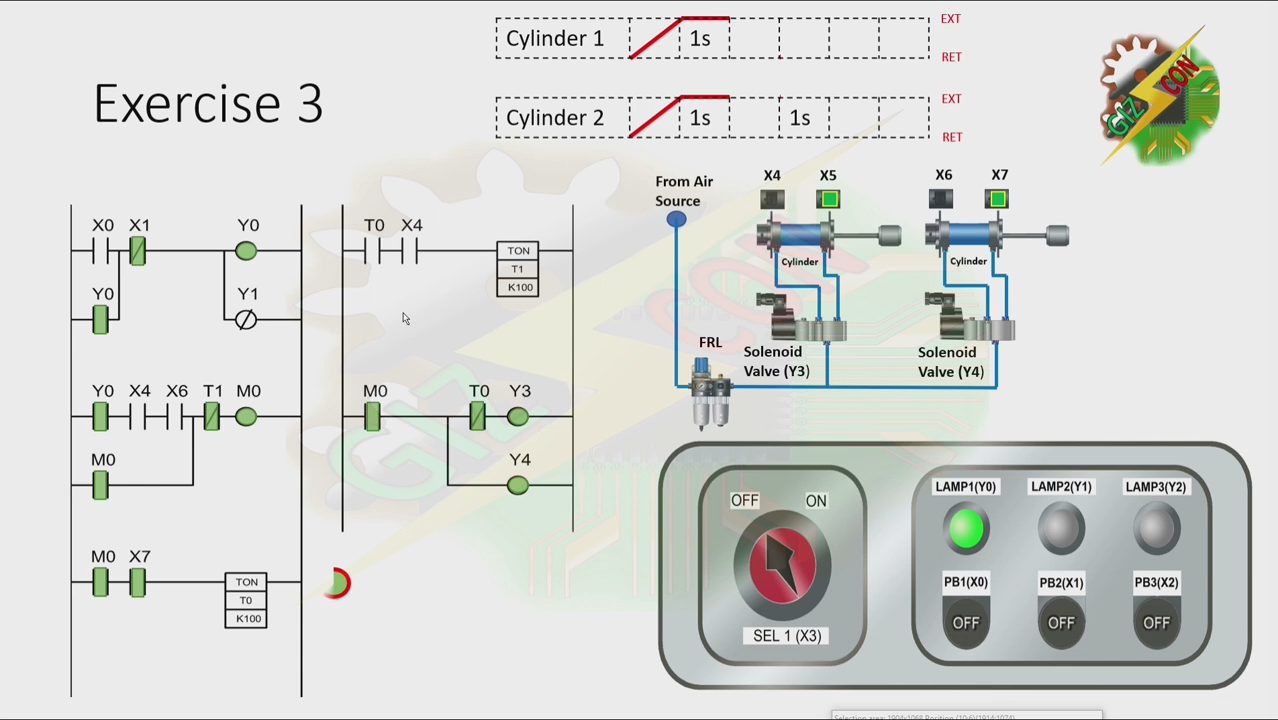 Exercise 3
Cylinder 1
1s
EXT
RET
Cylinder 2
1s
1s
EXT
RET
GIZ
CON
X0
X1
Y0
Y0
Y1
Y0
X4
X6
T1
M0
M0
M0
X7
TON
T0
K100
T0
X4
TON
T1
K100
M0
T0
Y3
Y4
From Air
Source
X4
X5
X6
X7
Cylinder
Cylinder
FRL
Solenoid
Valve (Y3)
Solenoid
Valve (Y4)
OFF
ON
SEL 1 (X3)
LAMP1(Y0)
LAMP2(Y1)
LAMP3(Y2)
PB1(X0)
PB2(X1)
PB3(X2)
OFF
OFF
OFF